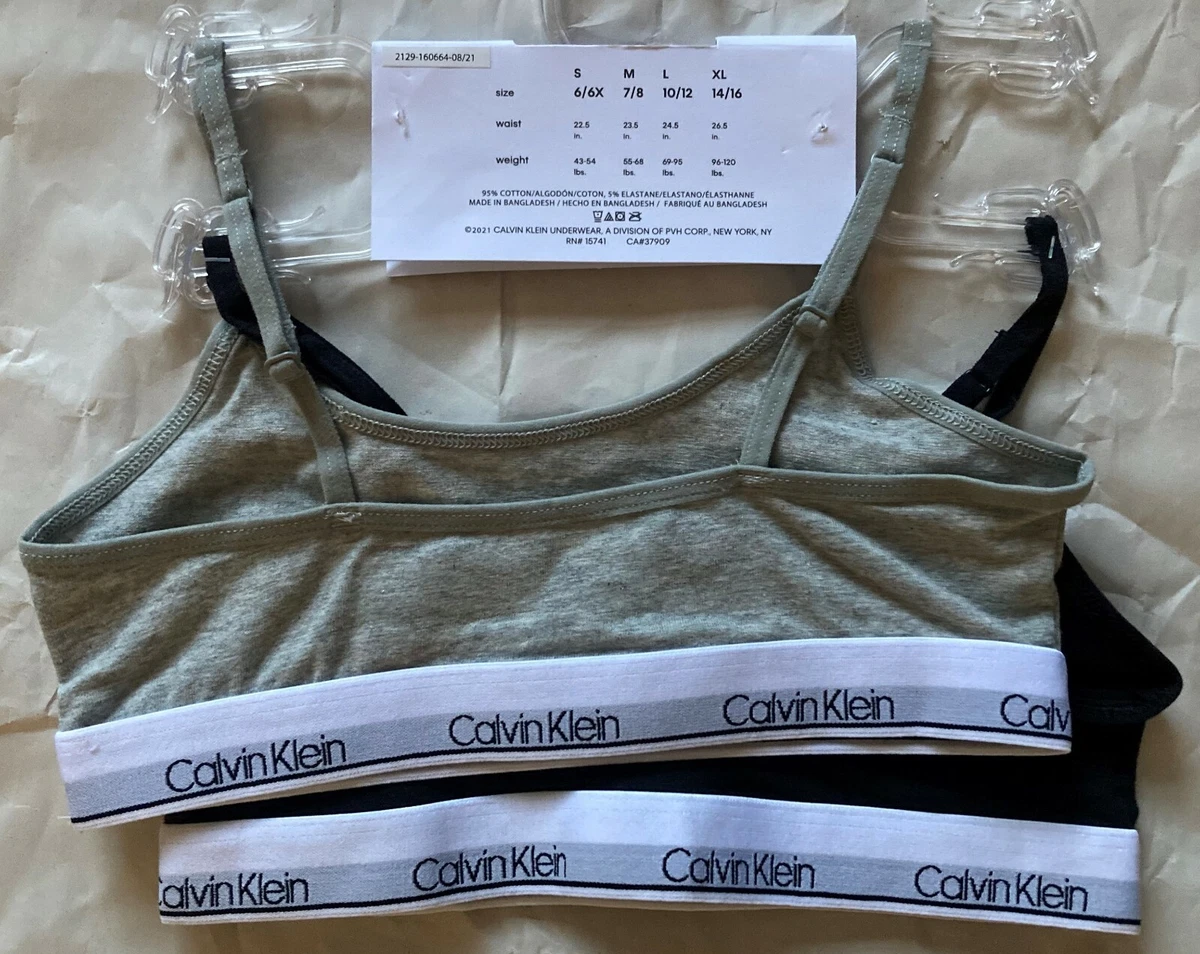 2129-160664-08/21
S M L XL
size 6/6X 7/8 10/12 14/16
waist 22.5 in. 23.5 in. 24.5 in. 26.5 in.
weight 43-54 lbs. 55-68 lbs. 69-95 lbs. 96-120 lbs.
95% COTTON/ALGODÓN/COTON, 5% ELASTANE/ELASTANO/ÉLASTHANNE
MADE IN BANGLADESH / HECHO EN BANGLADESH / FABRIQUÉ AU BANGLADESH
©2021 CALVIN KLEIN UNDERWEAR, A DIVISION OF PVH CORP., NEW YORK, NY
RN# 15741 CA#37909
Calvin Klein Calvin Klein Calvin Klein Calv
Calvin Klein Calvin Klein Calvin Klein Calvin Klein